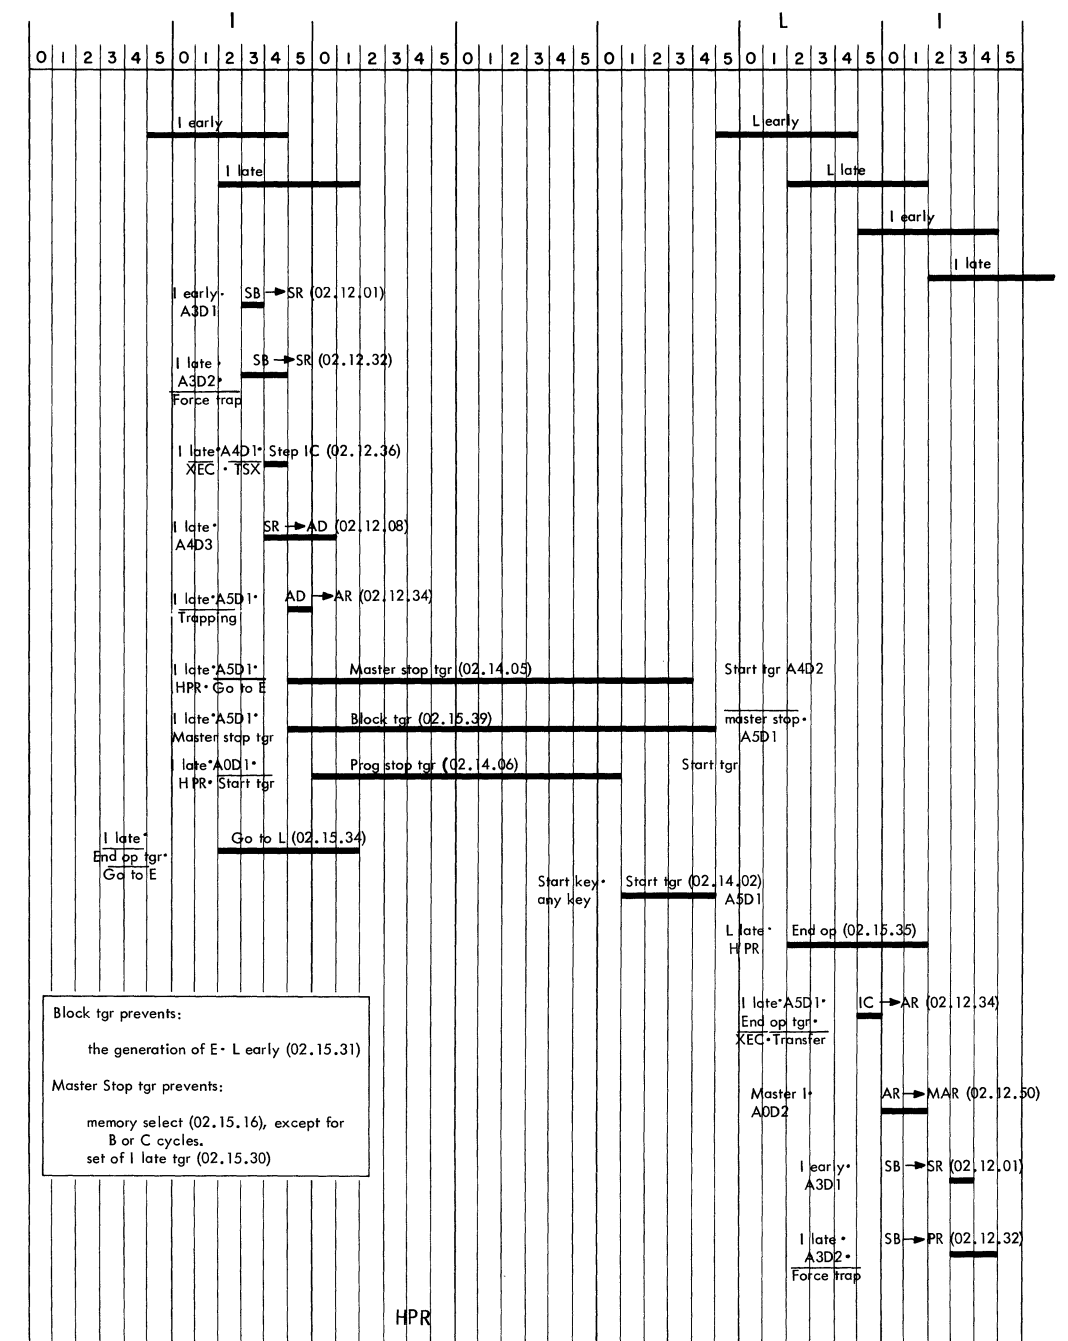 I L I
0 1 2 3 4 5 0 1 2 3 4 5 0 1 2 3 4 5 0 1 2 3 4 5 0 1 2 3 4 5 0 1 2 3 4 5 0 1 2 3 4 5
I early L early
I late L late
I early
I late
I early· SB → SR (02.12.01)
A3D1
I late · SB → SR (02.12.32)
A3D2·
Force trap
I late·A4D1· Step IC (02.12.36)
XEC · TSX
I late· SR → AD (02.12.08)
A4D3
I late·A5D1· AD → AR (02.12.34)
Trapping
I late·A5D1· Master stop tgr (02.14.05) Start tgr A4D2
HPR· Go to E
I late·A5D1· Block tgr (02.15.39) master stop·
Master stop tgr A5D1
I late·A0D1· Prog stop tgr (02.14.06) Start tgr
HPR· Start tgr
I late· Go to L (02.15.34)
End op tgr·
Go to E
Start key· Start tgr (02.14.02)
any key A5D1
L late· End op (02.15.35)
HPR
I late·A5D1· IC → AR (02.12.34)
End op tgr·
XEC·Transfer
Block tgr prevents:
the generation of E· L early (02.15.31)
Master Stop tgr prevents:
memory select (02.15.16), except for
B or C cycles.
set of I late tgr (02.15.30)
Master I· AR → MAR (02.12.50)
A0D2
I early· SB → SR (02.12.01)
A3D1
I late · SB → PR (02.12.32)
A3D2·
Force trap
HPR